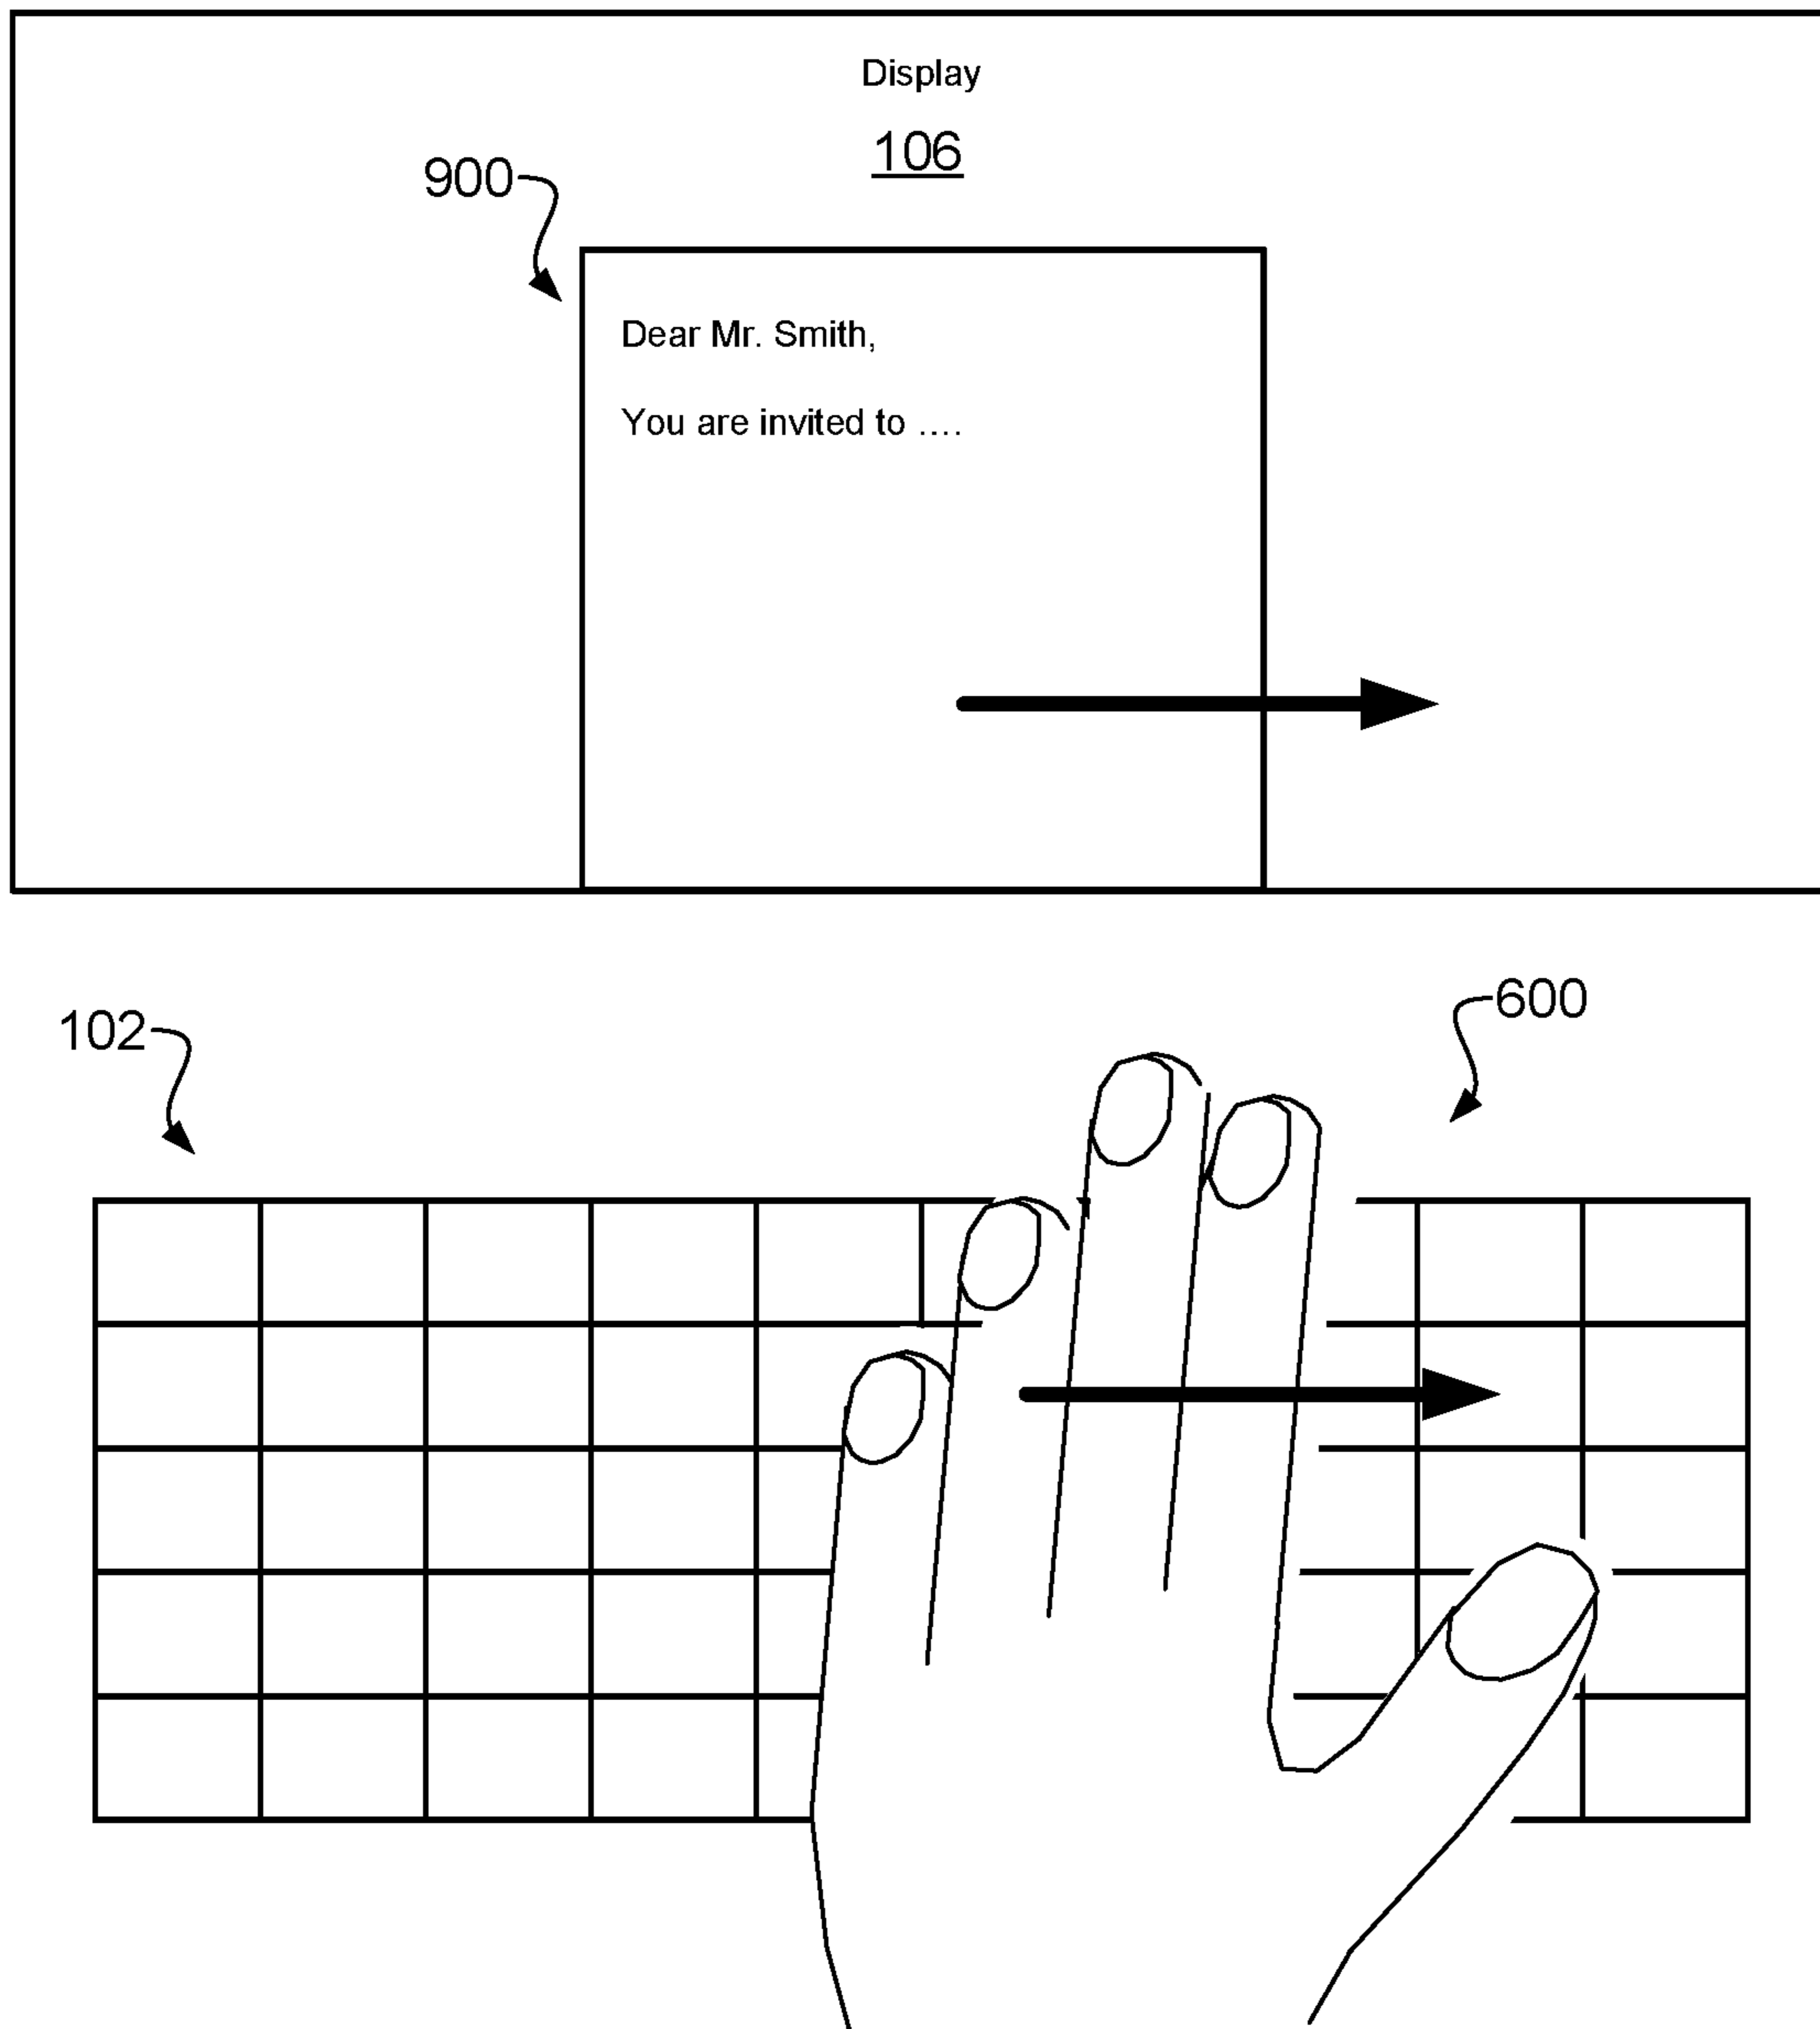 Display
106
900
Dear Mr. Smith,
You are invited to ....
102
600